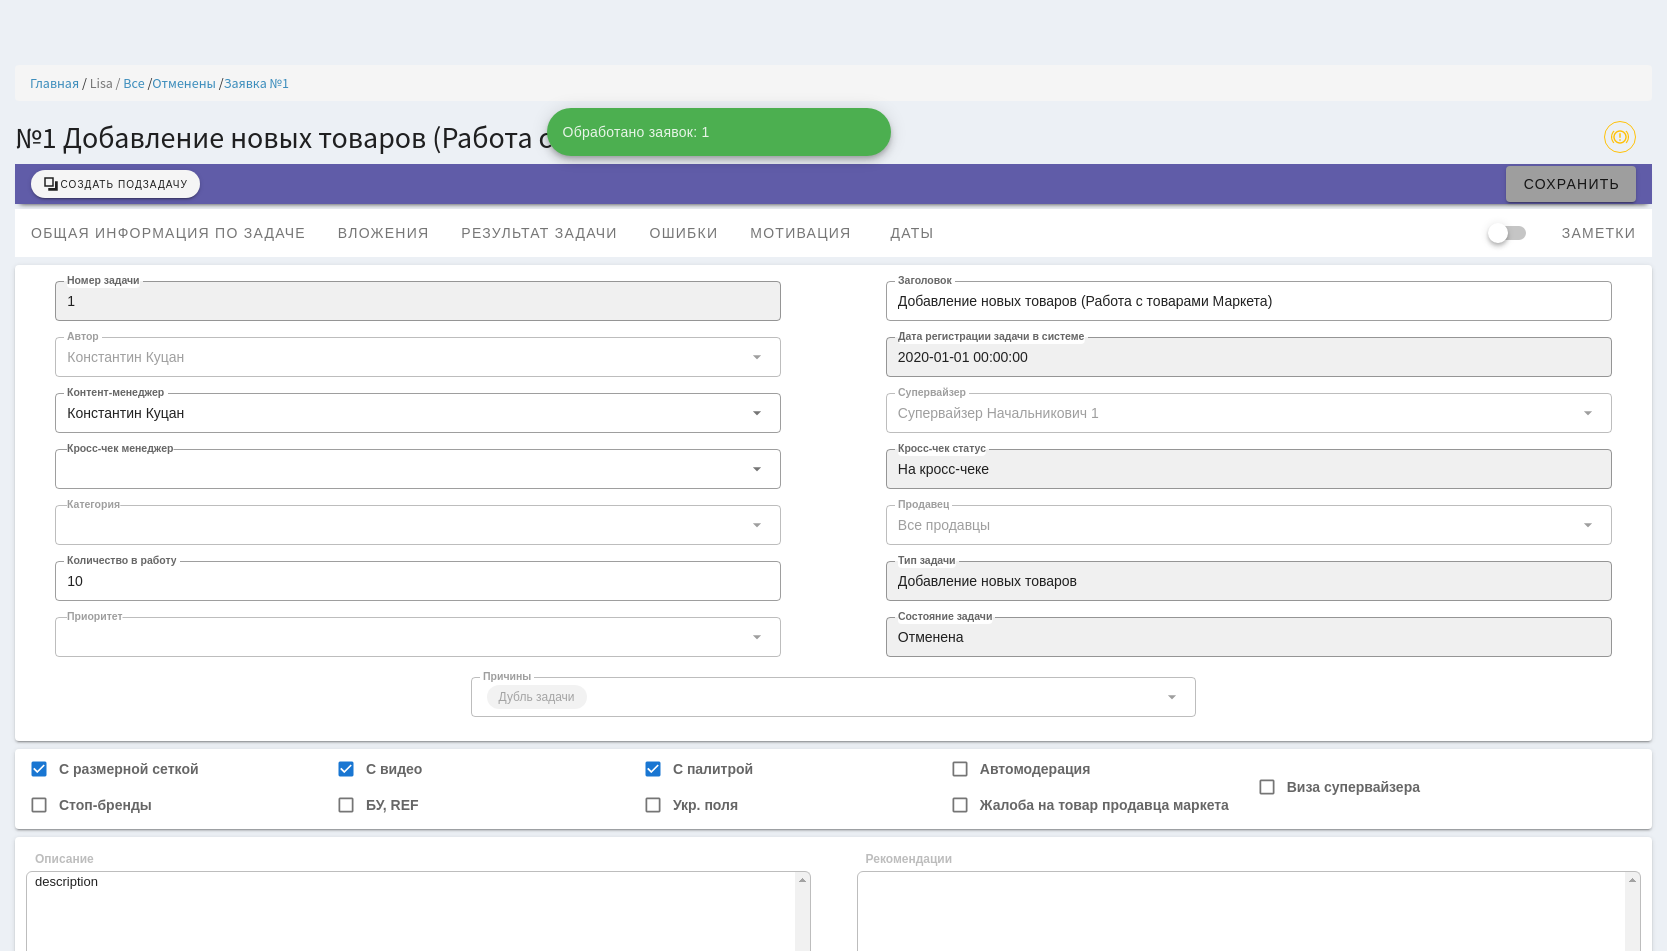 Главная / Lisa / Все /Отменены /Заявка №1
№1 Добавление новых товаров (Работа с
Обработано заявок: 1
СОЗДАТЬ ПОДЗАДАЧУ
СОХРАНИТЬ
ОБЩАЯ ИНФОРМАЦИЯ ПО ЗАДАЧЕ ВЛОЖЕНИЯ РЕЗУЛЬТАТ ЗАДАЧИ ОШИБКИ МОТИВАЦИЯ ДАТЫ ЗАМЕТКИ
Номер задачи
1
Заголовок
Добавление новых товаров (Работа с товарами Маркета)
Автор
Константин Куцан
Дата регистрации задачи в системе
2020-01-01 00:00:00
Контент-менеджер
Константин Куцан
Супервайзер
Супервайзер Начальникович 1
Кросс-чек менеджер
Кросс-чек статус
На кросс-чеке
Категория
Продавец
Все продавцы
Количество в работу
10
Тип задачи
Добавление новых товаров
Приоритет
Состояние задачи
Отменена
Причины
Дубль задачи
С размерной сеткой С видео С палитрой Автомодерация
Виза супервайзера
Стоп-бренды БУ, REF Укр. поля Жалоба на товар продавца маркета
Описание
description
Рекомендации